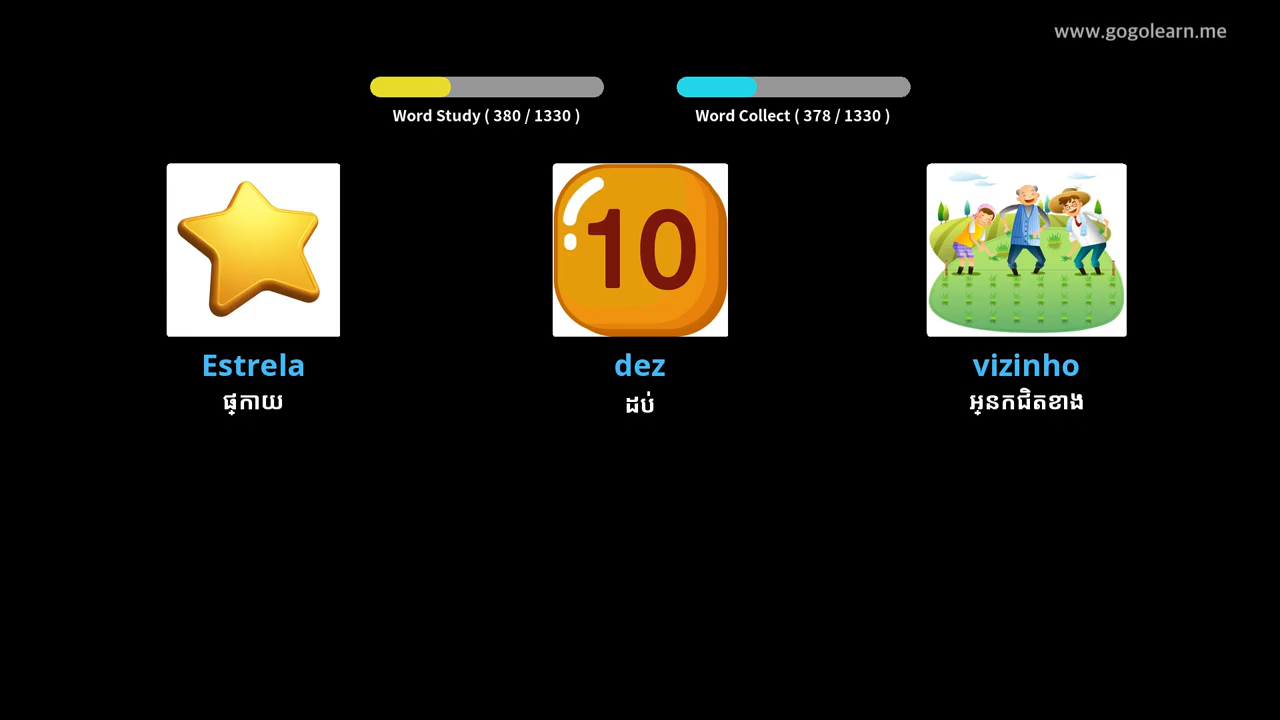 www.gogolearn.me
Word Study ( 380 / 1330 )
Word Collect ( 378 / 1330 )
10
Estrela
dez
vizinho
ផ្កាយ
ដប់
អ្នកជិតខាង